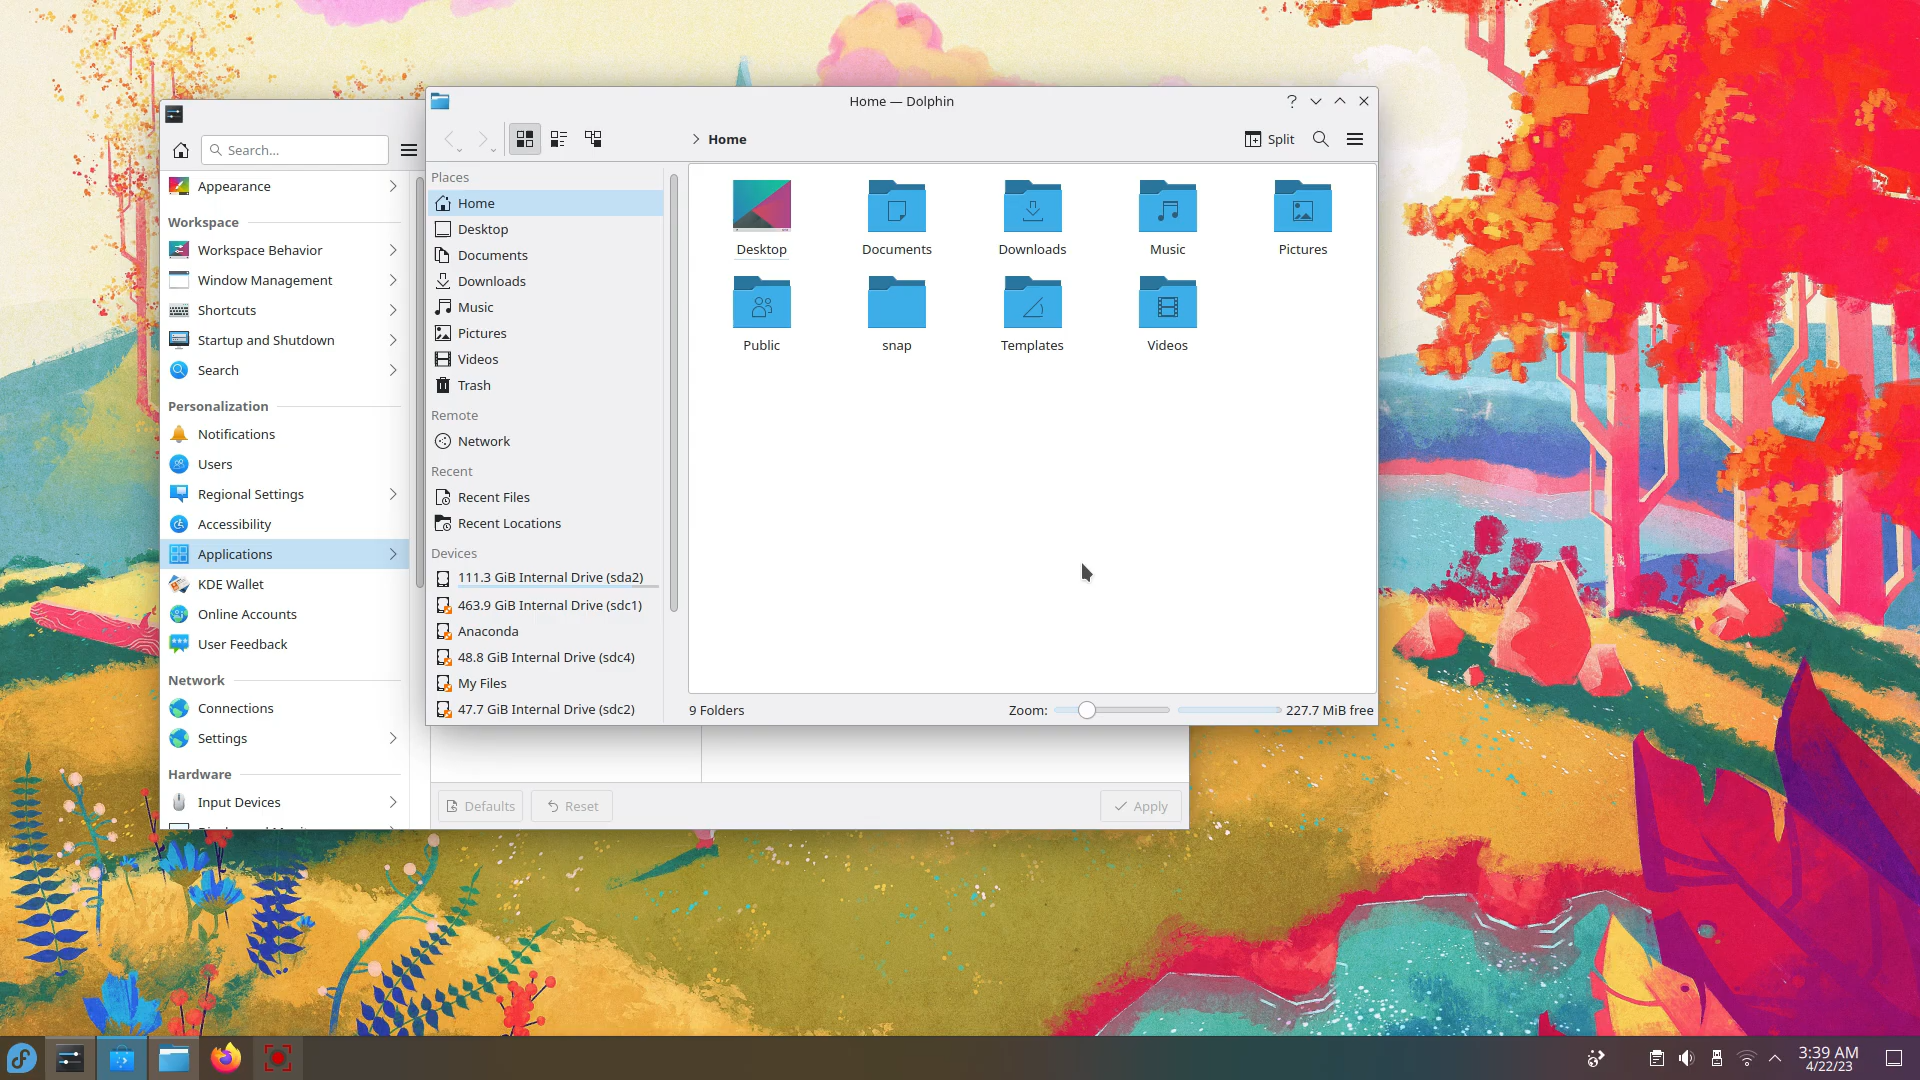 Home — Dolphin
Search...
Home
Split
Appearance
Workspace
Workspace Behavior
Window Management
Shortcuts
Startup and Shutdown
Search
Personalization
Notifications
Users
Regional Settings
Accessibility
Applications
KDE Wallet
Online Accounts
User Feedback
Network
Connections
Settings
Hardware
Input Devices
Places
Home
Desktop
Documents
Downloads
Music
Pictures
Videos
Trash
Remote
Network
Recent
Recent Files
Recent Locations
Devices
111.3 GiB Internal Drive (sda2)
463.9 GiB Internal Drive (sdc1)
Anaconda
48.8 GiB Internal Drive (sdc4)
My Files
47.7 GiB Internal Drive (sdc2)
Desktop
Documents
Downloads
Music
Pictures
Public
snap
Templates
Videos
9 Folders
Zoom:
227.7 MiB free
Defaults
Reset
Apply
3:39 AM
4/22/23